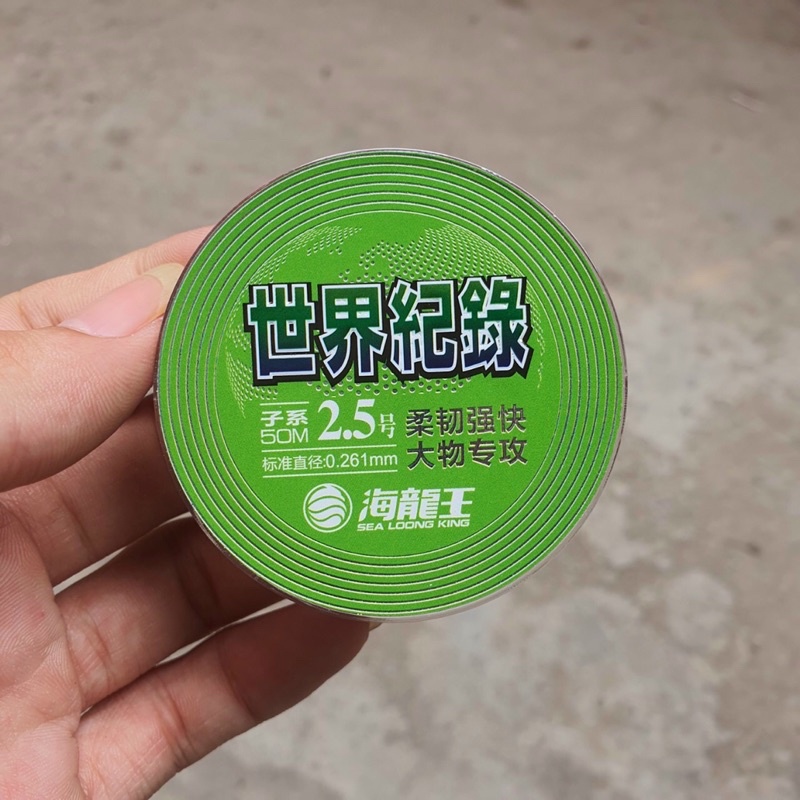 世界紀錄
子系
50M
2.5号
标准直径:0.261mm
柔韧强快
大物专攻
海龍王
SEA LOONG KING